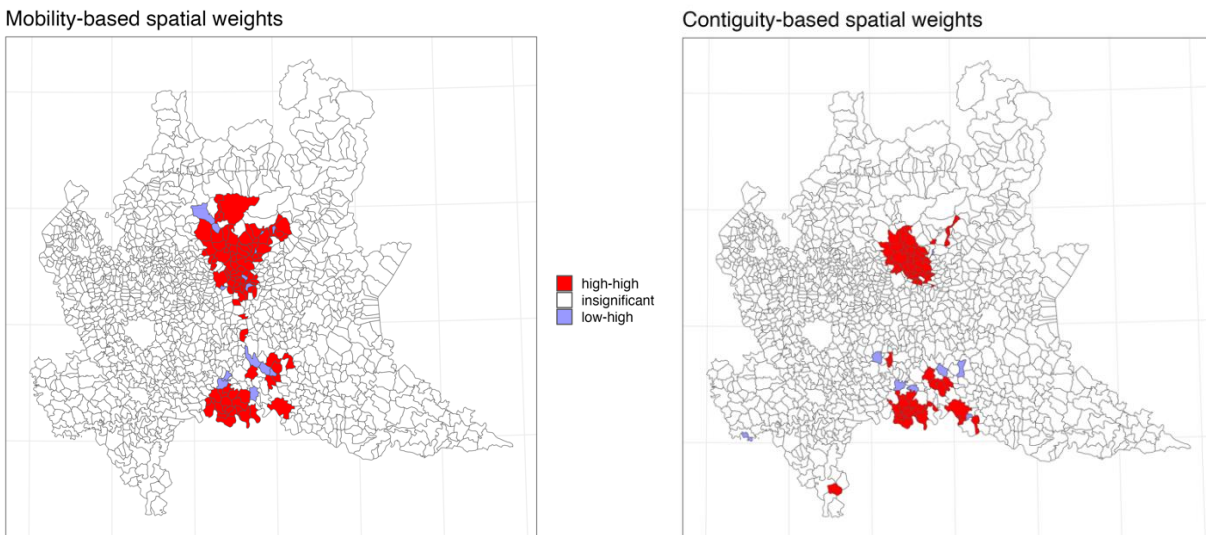 Mobility-based spatial weights
Contiguity-based spatial weights
high-high
insignificant
low-high